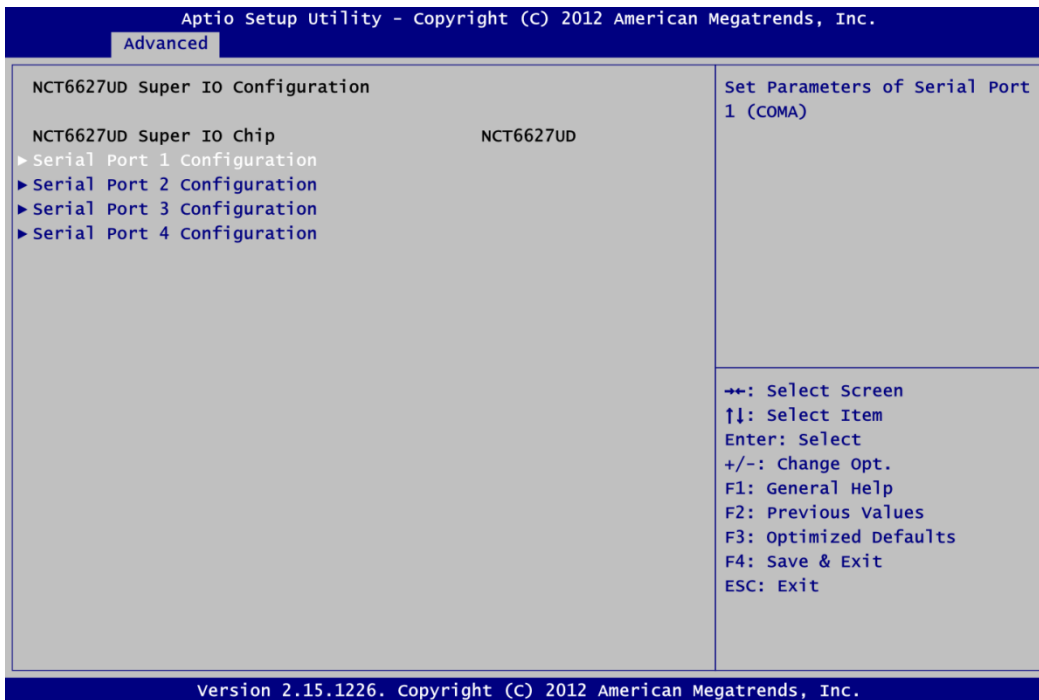 Aptio Setup Utility - Copyright (C) 2012 American Megatrends, Inc.
Advanced
NCT6627UD Super IO Configuration
NCT6627UD Super IO Chip NCT6627UD
►Serial Port 1 Configuration
►Serial Port 2 Configuration
►Serial Port 3 Configuration
►Serial Port 4 Configuration
Set Parameters of Serial Port
1 (COMA)
→←: Select Screen
↑↓: Select Item
Enter: Select
+/-: Change Opt.
F1: General Help
F2: Previous Values
F3: Optimized Defaults
F4: Save & Exit
ESC: Exit
Version 2.15.1226. Copyright (C) 2012 American Megatrends, Inc.